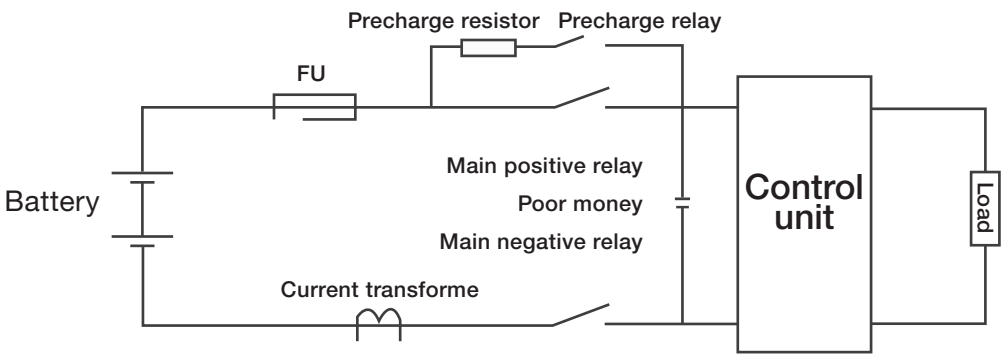 Precharge resistor
Precharge relay
FU
Main positive relay
Battery
Poor money
Main negative relay
Control
unit
Load
Current transforme